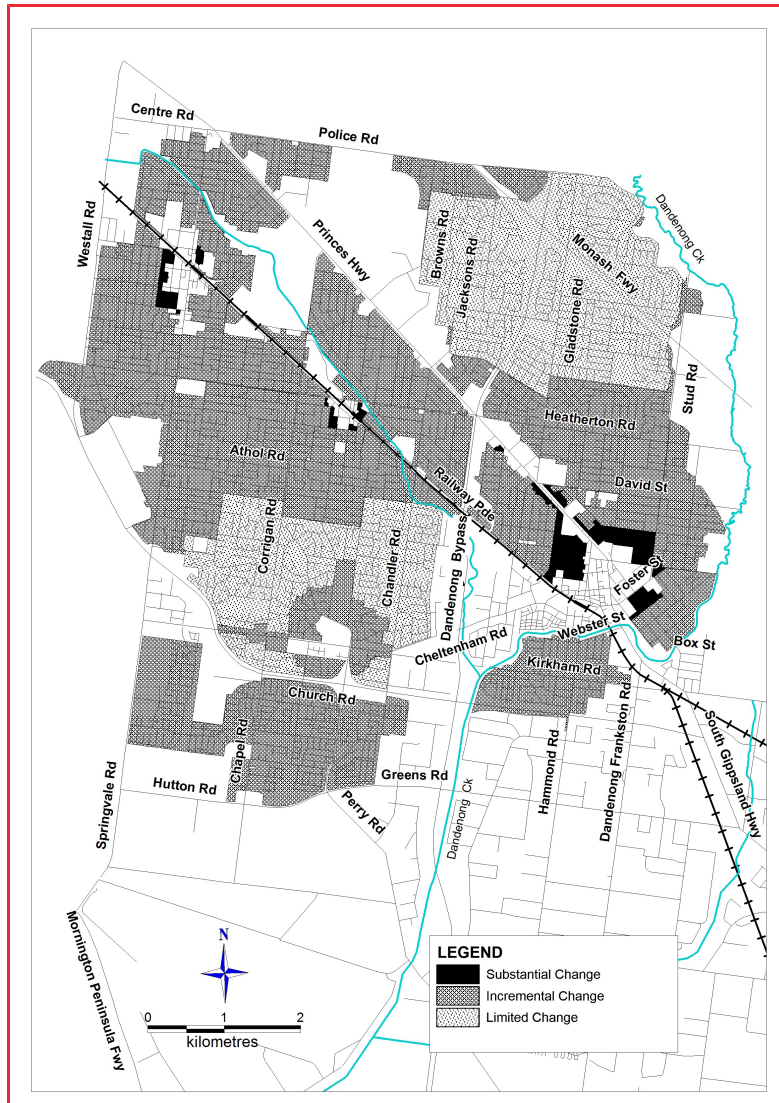 Centre Rd
Police Rd
Dandenong Ck
Westall Rd
Princes Hwy
Browns Rd
Jacksons Rd
Monash Fwy
Gladstone Rd
Stud Rd
Heatherton Rd
Athol Rd
Railway Pde
David St
Corrigan Rd
Chandler Rd
Dandenong Bypass
Foster St
Webster St
Cheltenham Rd
Box St
Kirkham Rd
Church Rd
Chapel Rd
Dandenong Frankston Rd
South Gippsland Hwy
Hammond Rd
Greens Rd
Hutton Rd
Perry Rd
Springvale Rd
Dandenong Ck
Mornington Peninsula Fwy
N
0 1 2
kilometres
LEGEND
Substantial Change
Incremental Change
Limited Change